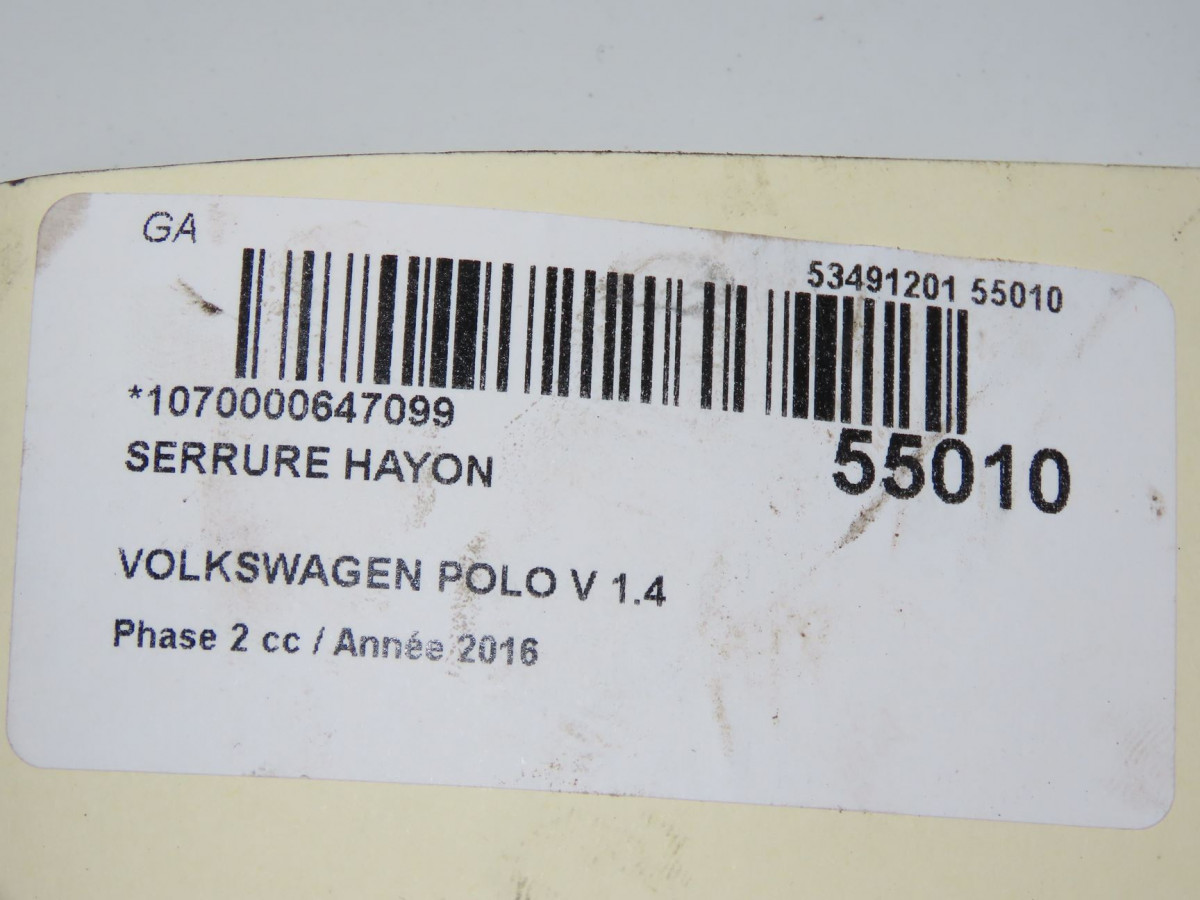 GA
53491201 55010
*1070000647099
SERRURE HAYON
55010
VOLKSWAGEN POLO V 1.4
Phase 2 cc / Année 2016